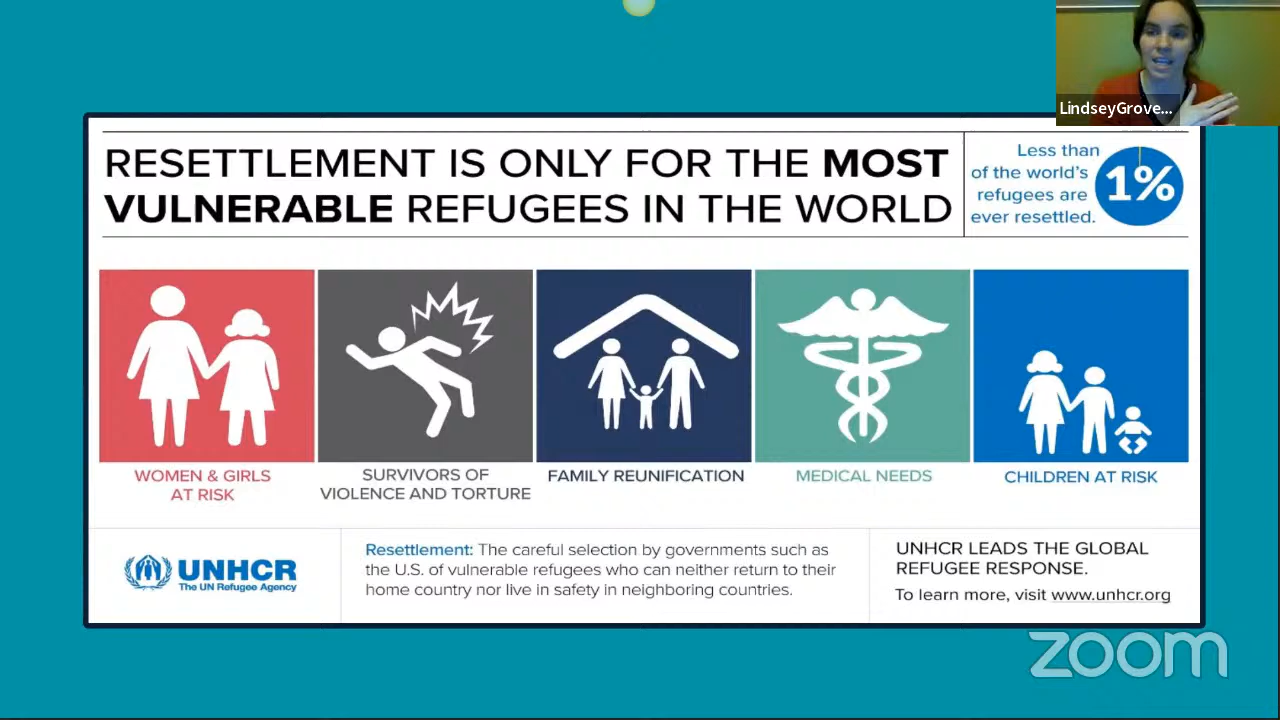 LindseyGrove...
RESETTLEMENT IS ONLY FOR THE MOST
VULNERABLE REFUGEES IN THE WORLD
Less than
of the world's
refugees are
ever resettled.
1%
WOMEN & GIRLS
AT RISK
SURVIVORS OF
VIOLENCE AND TORTURE
FAMILY REUNIFICATION
MEDICAL NEEDS
CHILDREN AT RISK
UNHCR
The UN Refugee Agency
Resettlement: The careful selection by governments such as
the U.S. of vulnerable refugees who can neither return to their
home country nor live in safety in neighboring countries.
UNHCR LEADS THE GLOBAL
REFUGEE RESPONSE.
To learn more, visit www.unhcr.org
zoom